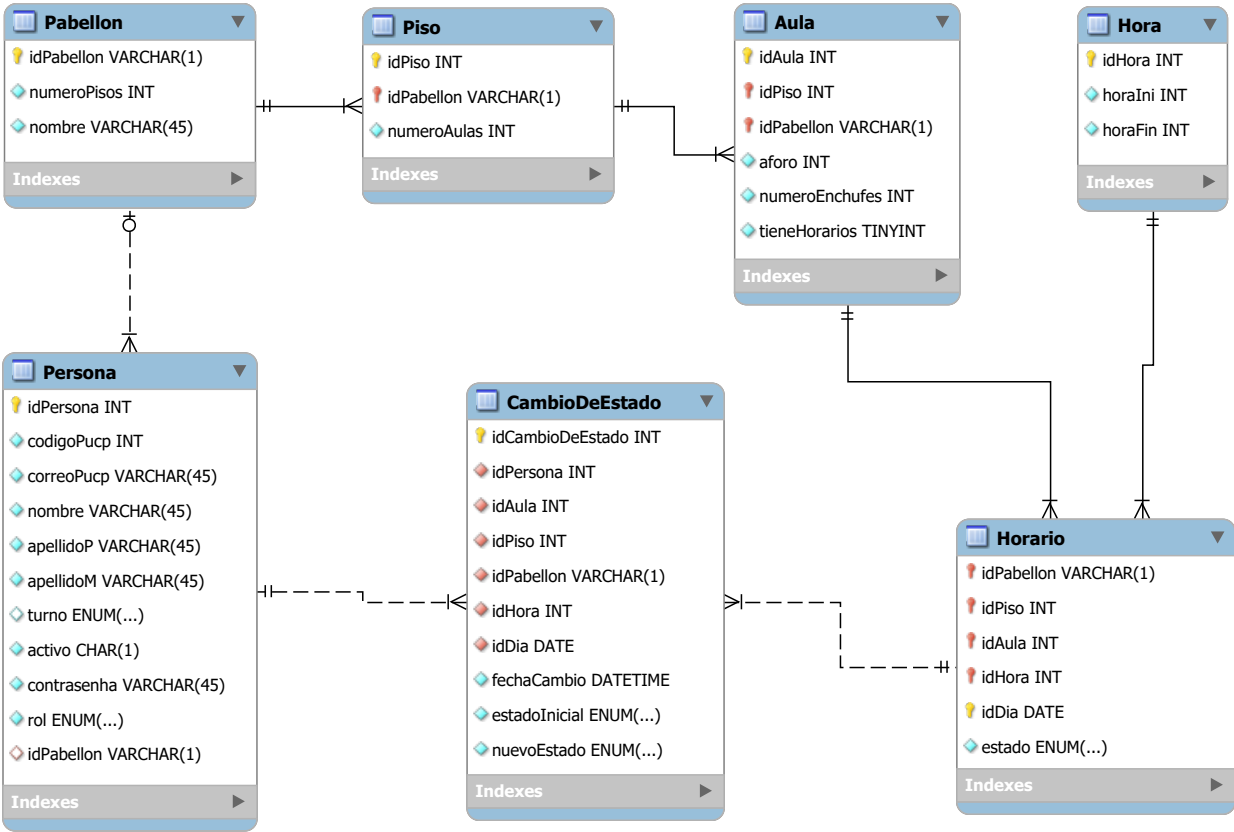 Pabellon
idPabellon VARCHAR(1)
numeroPisos INT
nombre VARCHAR(45)
Indexes
Piso
idPiso INT
idPabellon VARCHAR(1)
numeroAulas INT
Indexes
Aula
idAula INT
idPiso INT
idPabellon VARCHAR(1)
aforo INT
numeroEnchufes INT
tieneHorarios TINYINT
Indexes
Hora
idHora INT
horaIni INT
horaFin INT
Indexes
Persona
idPersona INT
codigoPucp INT
correoPucp VARCHAR(45)
nombre VARCHAR(45)
apellidoP VARCHAR(45)
apellidoM VARCHAR(45)
turno ENUM(...)
activo CHAR(1)
contrasenha VARCHAR(45)
rol ENUM(...)
idPabellon VARCHAR(1)
Indexes
CambioDeEstado
idCambioDeEstado INT
idPersona INT
idAula INT
idPiso INT
idPabellon VARCHAR(1)
idHora INT
idDia DATE
fechaCambio DATETIME
estadoInicial ENUM(...)
nuevoEstado ENUM(...)
Indexes
Horario
idPabellon VARCHAR(1)
idPiso INT
idAula INT
idHora INT
idDia DATE
estado ENUM(...)
Indexes